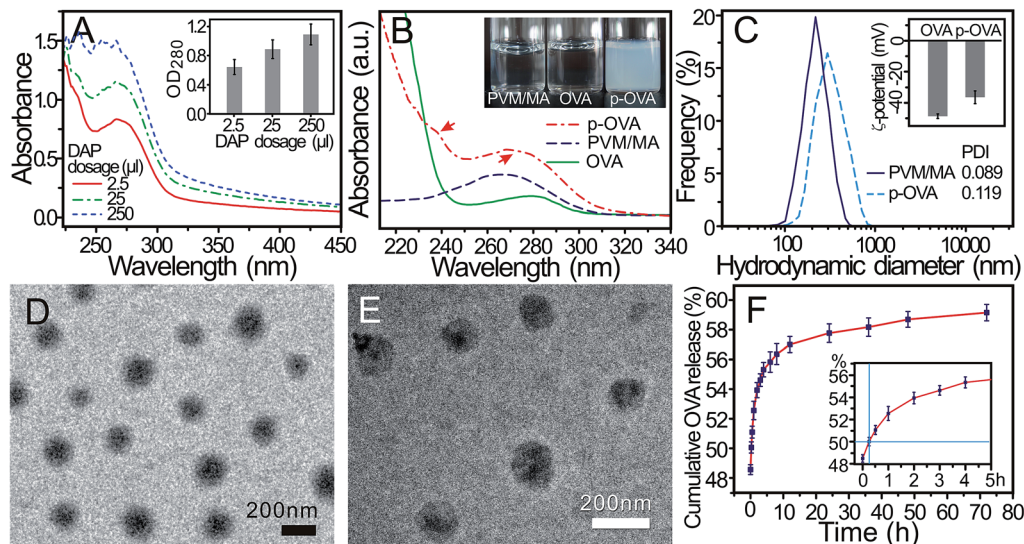 A
Absorbance
1.5
1.0
0.5
0.0
250
300
350
400
450
Wavelength (nm)
DAP
dosage (µl)
2.5
25
250
OD280
1.2
0.6
0.0
2.5
25
250
DAP dosage (µl)
B
Absorbance (a.u.)
220
240
260
280
300
320
340
Wavelength (nm)
PVM/MA
OVA
p-OVA
p-OVA
PVM/MA
OVA
C
Frequency (%)
20
15
10
5
0
100
1000
10000
Hydrodynamic diameter (nm)
PDI
PVM/MA 0.089
p-OVA 0.119
OVA p-OVA
ζ-potential (mV)
0
-20
-40
D
200nm
E
200nm
F
Cumulative OVA release (%)
60
58
56
54
52
50
48
0
10
20
30
40
50
60
70
80
Time (h)
%
56
54
52
50
48
0
1
2
3
4
5h